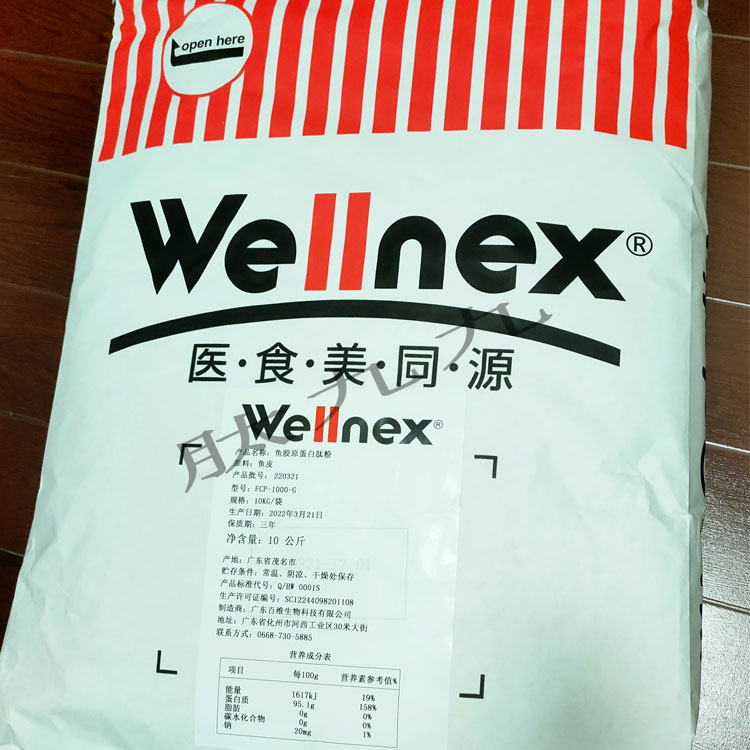 open here
Wellnex®
医·食·美·同·源
Wellnex®
产品名称：鱼胶原蛋白肽粉
原料：鱼皮
产品批号：220321
型号：FCP-1000-G
规格：10KG/袋
生产日期：2022年3月21日
保质期：三年
净含量：10 公斤
产地：广东省茂名市
贮存条件：常温、阴凉、干燥处保存
产品标准代号：Q/BW 0001S
生产许可证编号：SC12244098201108
制造商：广东百维生物科技有限公司
地址：广东省化州市河西工业区30米大街
联系方式：0668-730-5885
营养成分表
项目 每100g 营养素参考值%
能量 1617kJ 19%
蛋白质 95.1g 158%
脂肪 0g 0%
碳水化合物 0g 0%
钠 20mg 1%